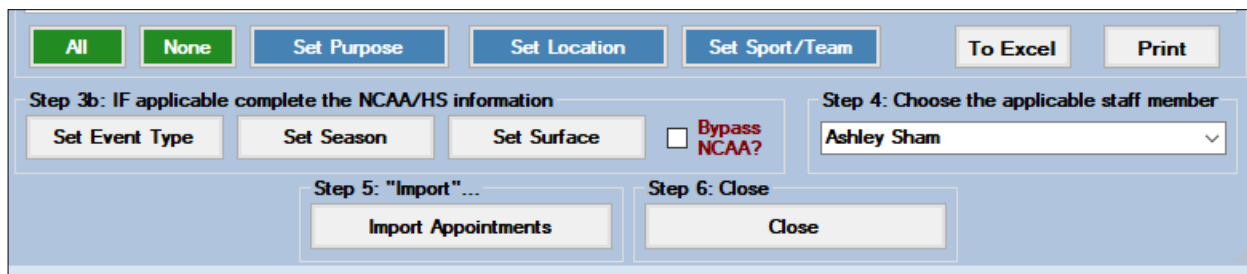 All None Set Purpose Set Location Set Sport/Team To Excel Print
Step 3b: IF applicable complete the NCAA/HS information
Set Event Type Set Season Set Surface Bypass NCAA?
Step 4: Choose the applicable staff member
Ashley Sham
Step 5: "Import"...
Import Appointments
Step 6: Close
Close